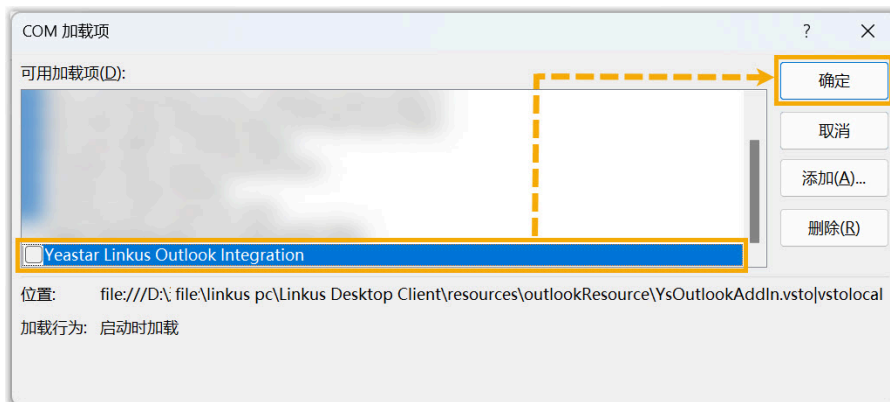 COM 加载项
?
可用加载项(D):
确定
取消
添加(A)...
删除(R)
Yeastar Linkus Outlook Integration
位置: file:///D:\ file:\linkus pc\Linkus Desktop Client\resources\outlookResource\YsOutlookAddIn.vsto|vstolocal
加载行为: 启动时加载